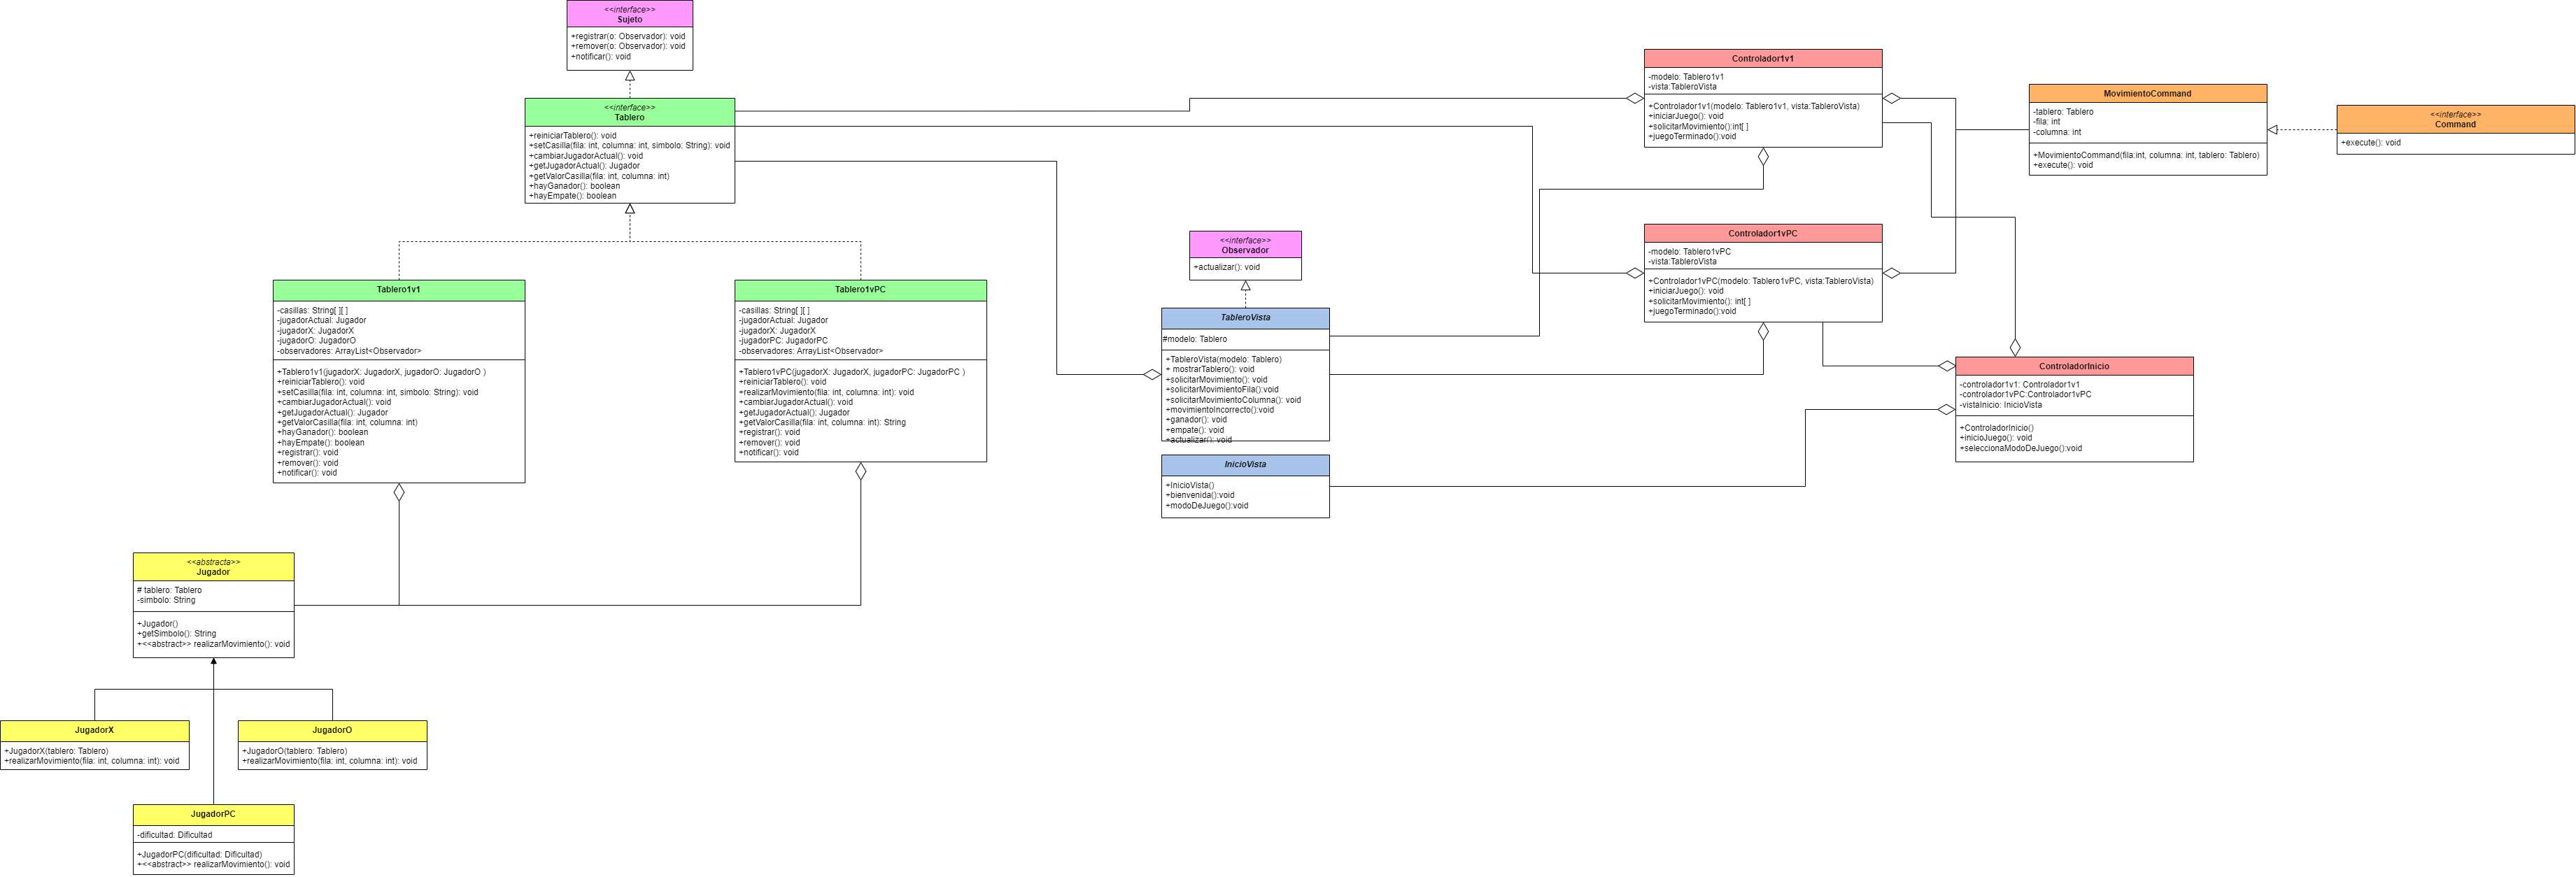 <<interface>>
Sujeto
+registrar(o: Observador): void
+remover(o: Observador): void
+notificar(): void
<<interface>>
Tablero
+reiniciarTablero(): void
+setCasilla(fila: int, columna: int, simbolo: String): void
+cambiarJugadorActual(): void
+getJugadorActual(): Jugador
+getValorCasilla(fila: int, columna: int)
+hayGanador(): boolean
+hayEmpate(): boolean
Tablero1v1
-casillas: String[ ][ ]
-jugadorActual: Jugador
-jugadorX: JugadorX
-jugadorO: JugadorO
-observadores: ArrayList<Observador>
+Tablero1v1(jugadorX: JugadorX, jugadorO: JugadorO )
+reiniciarTablero(): void
+setCasilla(fila: int, columna: int, simbolo: String): void
+cambiarJugadorActual(): void
+getJugadorActual(): Jugador
+getValorCasilla(fila: int, columna: int)
+hayGanador(): boolean
+hayEmpate(): boolean
+registrar(): void
+remover(): void
+notificar(): void
Tablero1vPC
-casillas: String[ ][ ]
-jugadorActual: Jugador
-jugadorX: JugadorX
-jugadorPC: JugadorPC
-observadores: ArrayList<Observador>
+Tablero1vPC(jugadorX: JugadorX, jugadorPC: JugadorPC )
+reiniciarTablero(): void
+realizarMovimiento(fila: int, columna: int): void
+cambiarJugadorActual(): void
+getJugadorActual(): Jugador
+getValorCasilla(fila: int, columna: int): String
+registrar(): void
+remover(): void
+notificar(): void
<<abstracta>>
Jugador
# tablero: Tablero
-simbolo: String
+Jugador()
+getSimbolo(): String
+<<abstract>> realizarMovimiento(): void
JugadorX
+JugadorX(tablero: Tablero)
+realizarMovimiento(fila: int, columna: int): void
JugadorO
+JugadorO(tablero: Tablero)
+realizarMovimiento(fila: int, columna: int): void
JugadorPC
-dificultad: Dificultad
+JugadorPC(dificultad: Dificultad)
+<<abstract>> realizarMovimiento(): void
<<interface>>
Observador
+actualizar(): void
TableroVista
#modelo: Tablero
+TableroVista(modelo: Tablero)
+ mostrarTablero(): void
+solicitarMovimiento(): void
+solicitarMovimientoFila():void
+solicitarMovimientoColumna(): void
+movimientoIncorrecto():void
+ganador(): void
+empate(): void
+actualizar(): void
InicioVista
+InicioVista()
+bienvenida():void
+modoDeJuego():void
Controlador1v1
-modelo: Tablero1v1
-vista:TableroVista
+Controlador1v1(modelo: Tablero1v1, vista:TableroVista)
+iniciarJuego(): void
+solicitarMovimiento():int[ ]
+juegoTerminado():void
Controlador1vPC
-modelo: Tablero1vPC
-vista:TableroVista
+Controlador1vPC(modelo: Tablero1vPC, vista:TableroVista)
+iniciarJuego(): void
+solicitarMovimiento(): int[ ]
+juegoTerminado():void
ControladorInicio
-controlador1v1: Controlador1v1
-controlador1vPC:Controlador1vPC
-vistaInicio: InicioVista
+ControladorInicio()
+inicioJuego(): void
+seleccionaModoDeJuego():void
MovimientoCommand
-tablero: Tablero
-fila: int
-columna: int
+MovimientoCommand(fila:int, columna: int, tablero: Tablero)
+execute(): void
<<interface>>
Command
+execute(): void